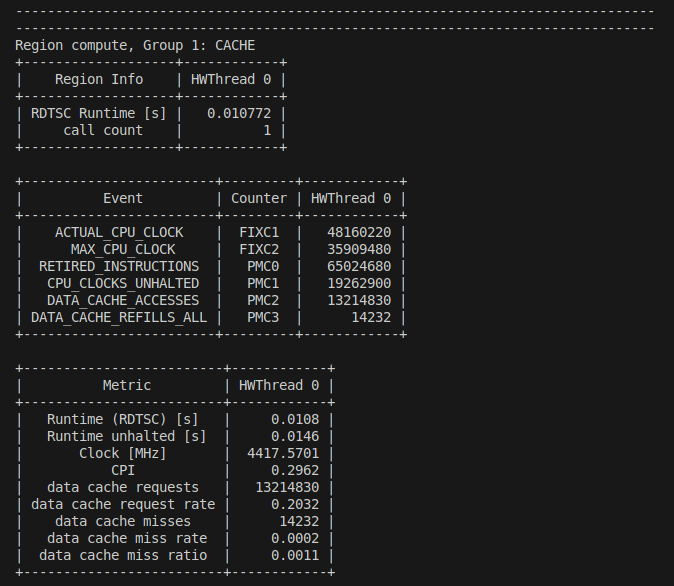 --------------------------------------------------------------------------------
--------------------------------------------------------------------------------
Region compute, Group 1: CACHE
+-------------------+------------+
|    Region Info    | HWThread 0 |
+-------------------+------------+
| RDTSC Runtime [s] |   0.010772 |
|     call count    |          1 |
+-------------------+------------+

+------------------------+---------+------------+
|          Event         | Counter | HWThread 0 |
+------------------------+---------+------------+
|    ACTUAL_CPU_CLOCK    |  FIXC1  |   48160220 |
|      MAX_CPU_CLOCK     |  FIXC2  |   35909480 |
|  RETIRED_INSTRUCTIONS  |   PMC0  |   65024680 |
|   CPU_CLOCKS_UNHALTED  |   PMC1  |   19262900 |
|   DATA_CACHE_ACCESSES  |   PMC2  |   13214830 |
| DATA_CACHE_REFILLS_ALL |   PMC3  |      14232 |
+------------------------+---------+------------+

+-------------------------+------------+
|          Metric         | HWThread 0 |
+-------------------------+------------+
|   Runtime (RDTSC) [s]   |     0.0108 |
|   Runtime unhalted [s]  |     0.0146 |
|       Clock [MHz]       |  4417.5701 |
|           CPI           |     0.2962 |
|   data cache requests   |   13214830 |
| data cache request rate |     0.2032 |
|    data cache misses    |      14232 |
|   data cache miss rate  |     0.0002 |
|  data cache miss ratio  |     0.0011 |
+-------------------------+------------+